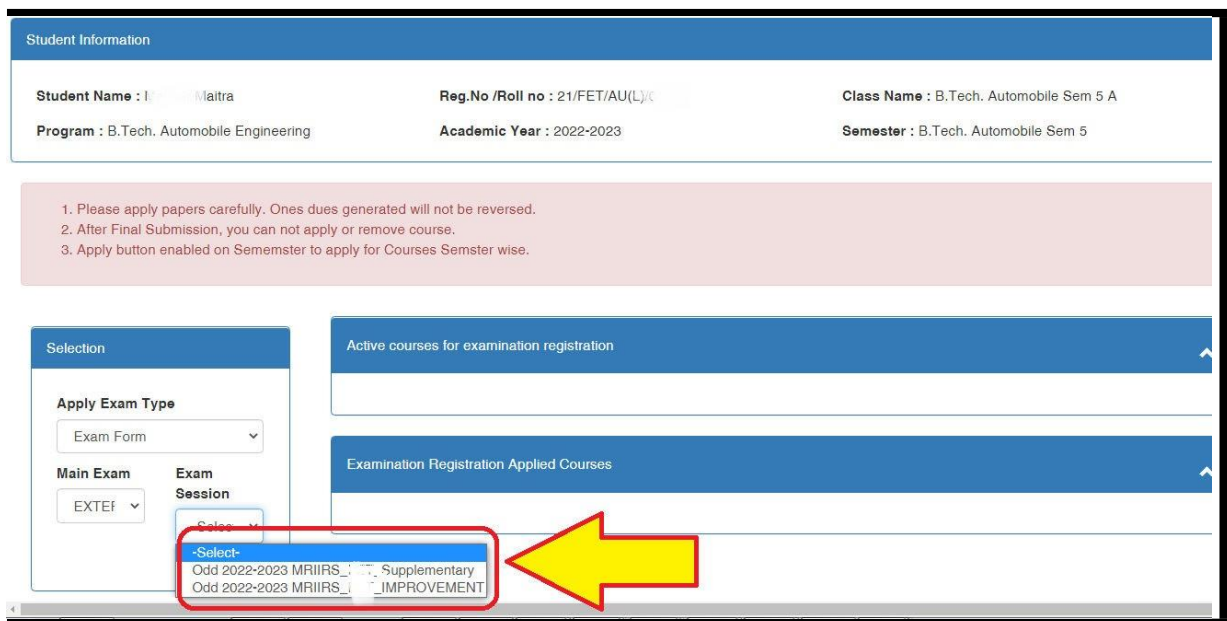 Student Information
Student Name : Maitra
Reg.No /Roll no : 21/FET/AU(L)/
Class Name : B.Tech. Automobile Sem 5 A
Program : B.Tech. Automobile Engineering
Academic Year : 2022-2023
Semester : B.Tech. Automobile Sem 5
1. Please apply papers carefully. Ones dues generated will not be reversed.
2. After Final Submission, you can not apply or remove course.
3. Apply button enabled on Sememster to apply for Courses Semster wise.
Selection
Apply Exam Type
Exam Form
Main Exam
Exam Session
-Select-
Odd 2022-2023 MRIIRS_ Supplementary
Odd 2022-2023 MRIIRS_ _IMPROVEMENT
Active courses for examination registration
Examination Registration Applied Courses